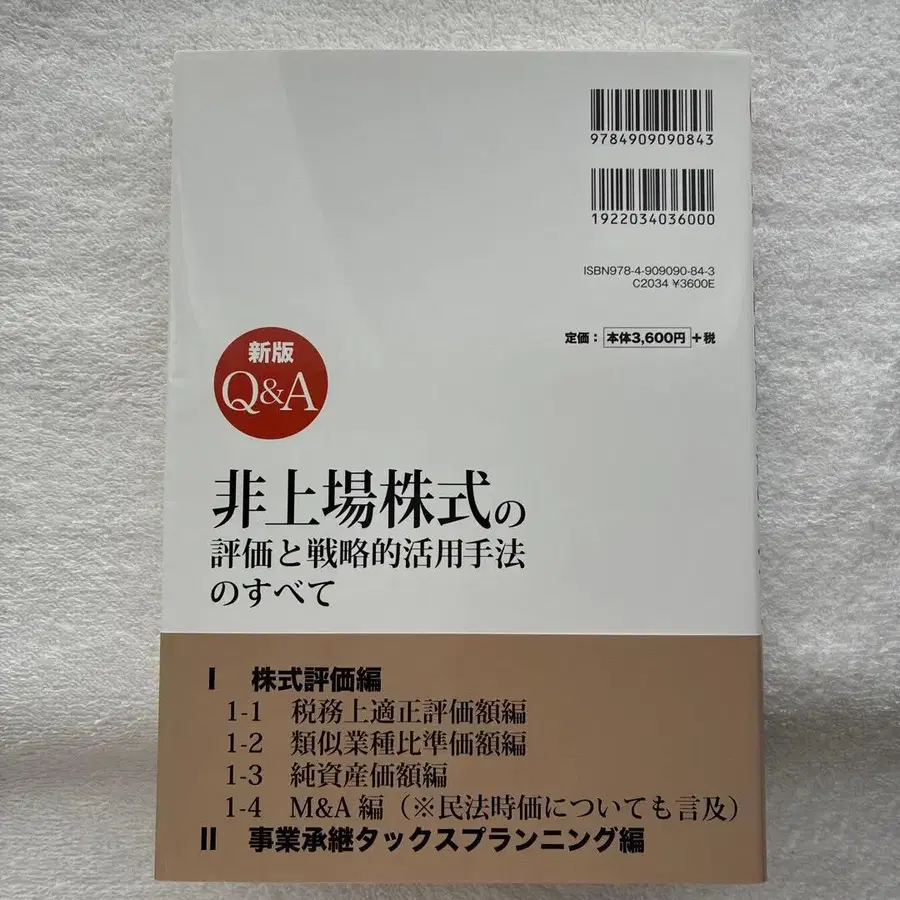 9784909090843
1922034036000
ISBN978-4-909090-84-3
C2034 ¥3600E
定価： 本体3,600円 +税
新版
Q&A
非上場株式の
評価と戦略的活用手法
のすべて
Ⅰ 株式評価編
1-1 税務上適正評価額編
1-2 類似業種比準価額編
1-3 純資産価額編
1-4 M&A 編（※民法時価についても言及）
Ⅱ 事業承継タックスプランニング編